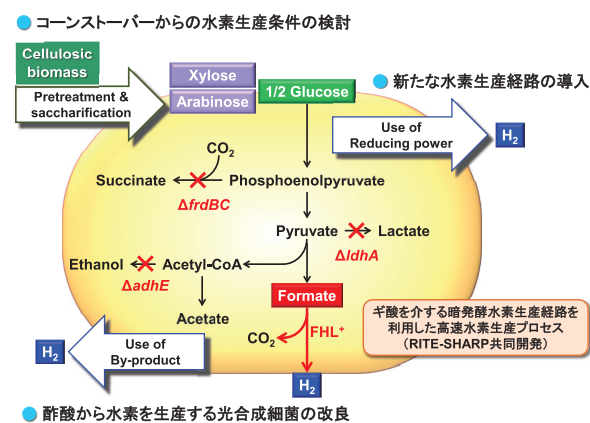 コーンストーバーからの水素生産条件の検討
Cellulosic
biomass
Pretreatment &
saccharification
Xylose
Arabinose
1/2 Glucose
新たな水素生産経路の導入
Use of
Reducing power
H2
CO2
Succinate
Phosphoenolpyruvate
ΔfrdBC
Pyruvate
Lactate
ΔldhA
Ethanol
Acetyl-CoA
ΔadhE
Formate
Acetate
CO2
FHL+
ギ酸を介する暗発酵水素生産経路を
利用した高速水素生産プロセス
（RITE-SHARP共同開発）
H2
Use of
By-product
H2
酢酸から水素を生産する光合成細菌の改良